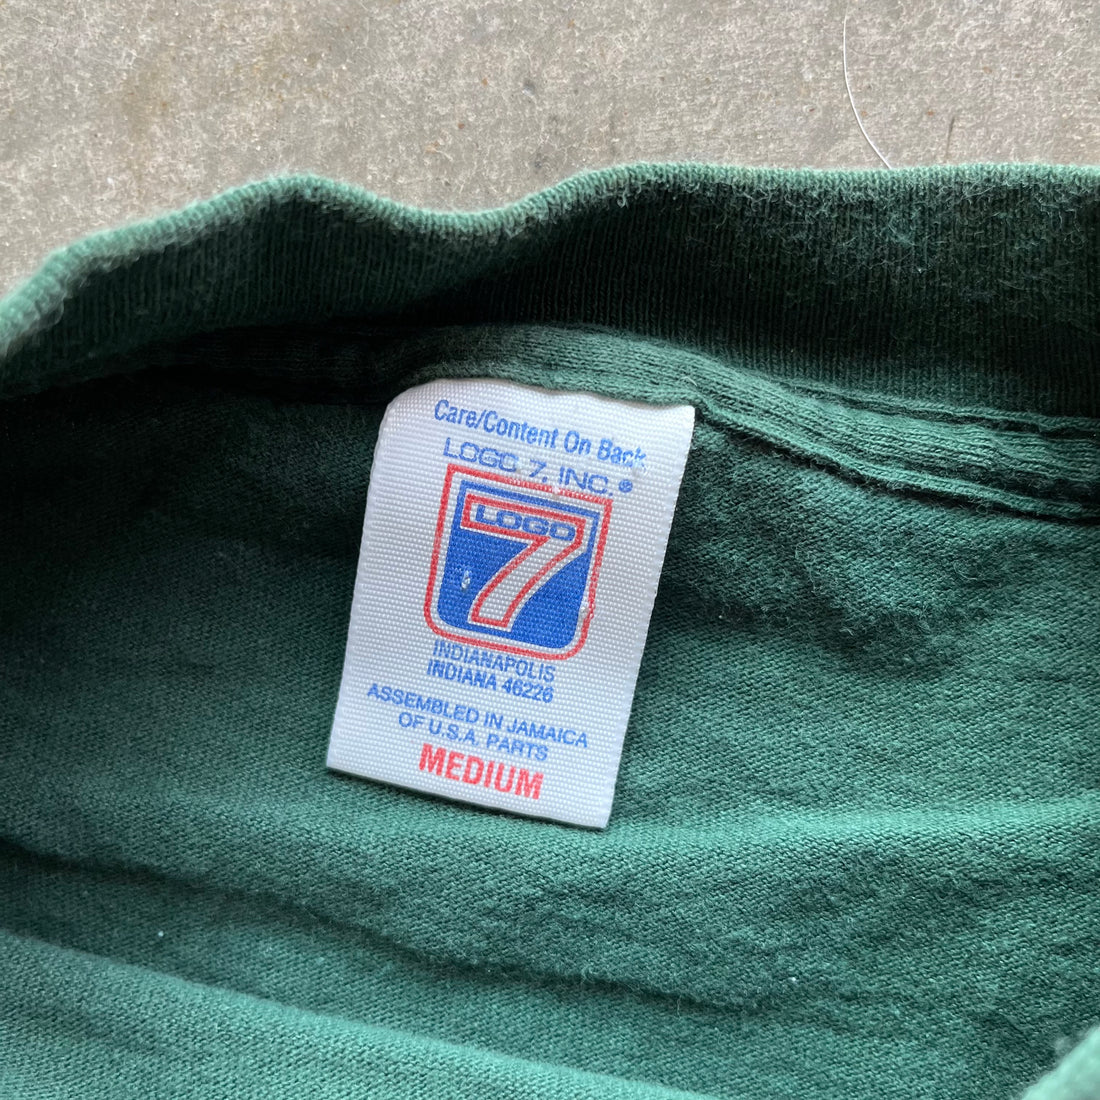 Care/Content On Back
LOGO 7, INC.®
LOGO
7
INDIANAPOLIS
INDIANA 46226
ASSEMBLED IN JAMAICA
OF U.S.A. PARTS
MEDIUM